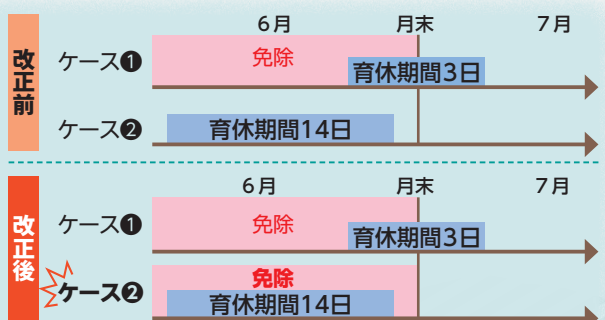 改正前
6月 月末 7月
ケース❶ 免除
育休期間3日
ケース❷ 育休期間14日
改正後
6月 月末 7月
ケース❶ 免除
育休期間3日
ケース❷ 免除
育休期間14日